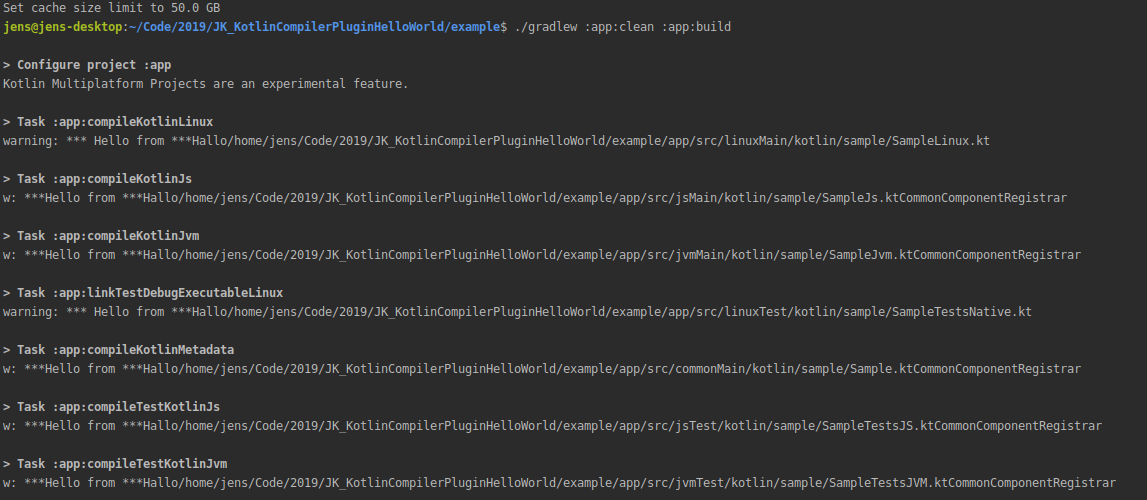 Set cache size limit to 50.0 GB
jens@jens-desktop:~/Code/2019/JK_KotlinCompilerPluginHelloWorld/example$ ./gradlew :app:clean :app:build
> Configure project :app
Kotlin Multiplatform Projects are an experimental feature.
> Task :app:compileKotlinLinux
warning: *** Hello from ***Hallo/home/jens/Code/2019/JK_KotlinCompilerPluginHelloWorld/example/app/src/linuxMain/kotlin/sample/SampleLinux.kt
> Task :app:compileKotlinJs
w: ***Hello from ***Hallo/home/jens/Code/2019/JK_KotlinCompilerPluginHelloWorld/example/app/src/jsMain/kotlin/sample/SampleJs.ktCommonComponentRegistrar
> Task :app:compileKotlinJvm
w: ***Hello from ***Hallo/home/jens/Code/2019/JK_KotlinCompilerPluginHelloWorld/example/app/src/jvmMain/kotlin/sample/SampleJvm.ktCommonComponentRegistrar
> Task :app:linkTestDebugExecutableLinux
warning: *** Hello from ***Hallo/home/jens/Code/2019/JK_KotlinCompilerPluginHelloWorld/example/app/src/linuxTest/kotlin/sample/SampleTestsNative.kt
> Task :app:compileKotlinMetadata
w: ***Hello from ***Hallo/home/jens/Code/2019/JK_KotlinCompilerPluginHelloWorld/example/app/src/commonMain/kotlin/sample/Sample.ktCommonComponentRegistrar
> Task :app:compileTestKotlinJs
w: ***Hello from ***Hallo/home/jens/Code/2019/JK_KotlinCompilerPluginHelloWorld/example/app/src/jsTest/kotlin/sample/SampleTestsJS.ktCommonComponentRegistrar
> Task :app:compileTestKotlinJvm
w: ***Hello from ***Hallo/home/jens/Code/2019/JK_KotlinCompilerPluginHelloWorld/example/app/src/jvmTest/kotlin/sample/SampleTestsJVM.ktCommonComponentRegistrar